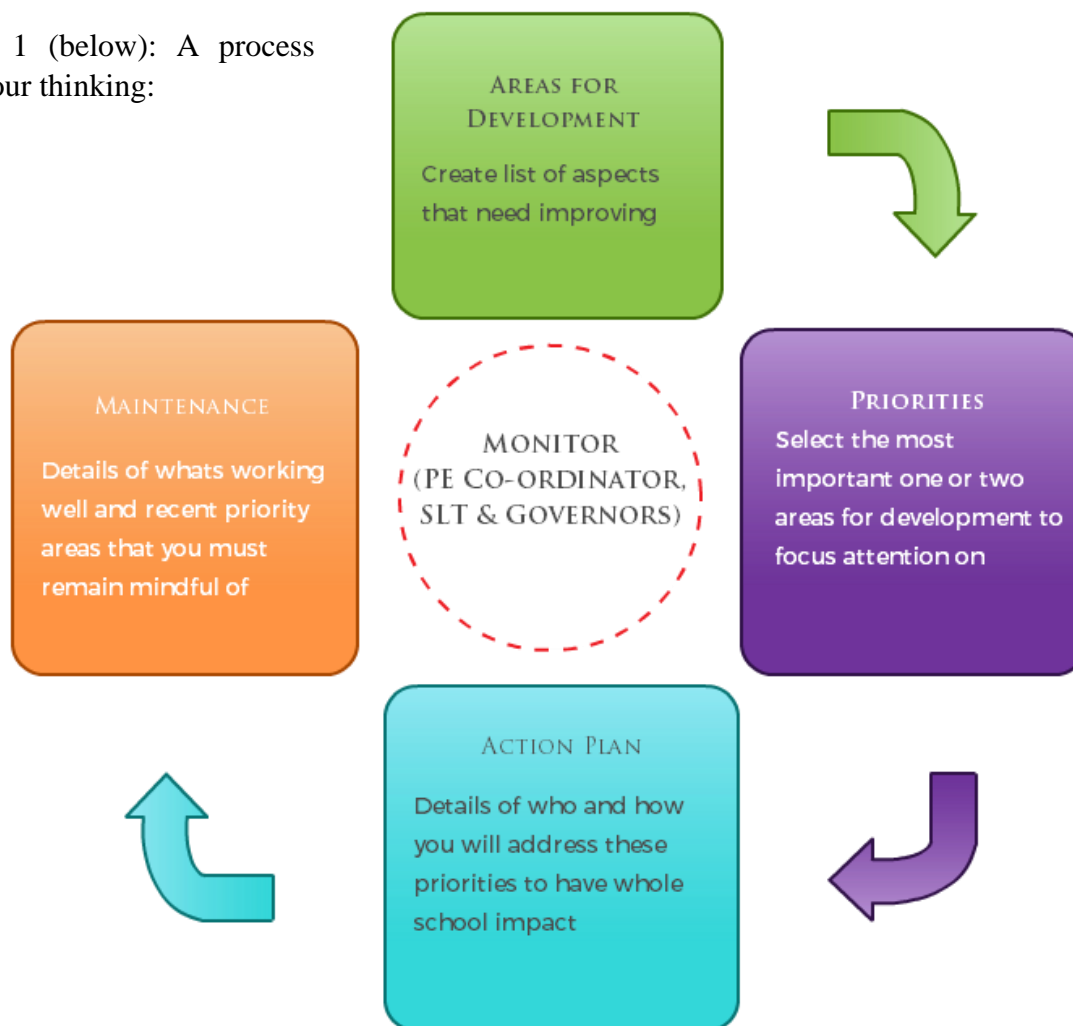 1 (below): A process
our thinking:
AREAS FOR
DEVELOPMENT
Create list of aspects
that need improving
PRIORITIES
Select the most
important one or two
areas for development to
focus attention on
ACTION PLAN
Details of who and how
you will address these
priorities to have whole
school impact
MAINTENANCE
Details of whats working
well and recent priority
areas that you must
remain mindful of
MONITOR
(PE CO-ORDINATOR,
SLT & GOVERNORS)